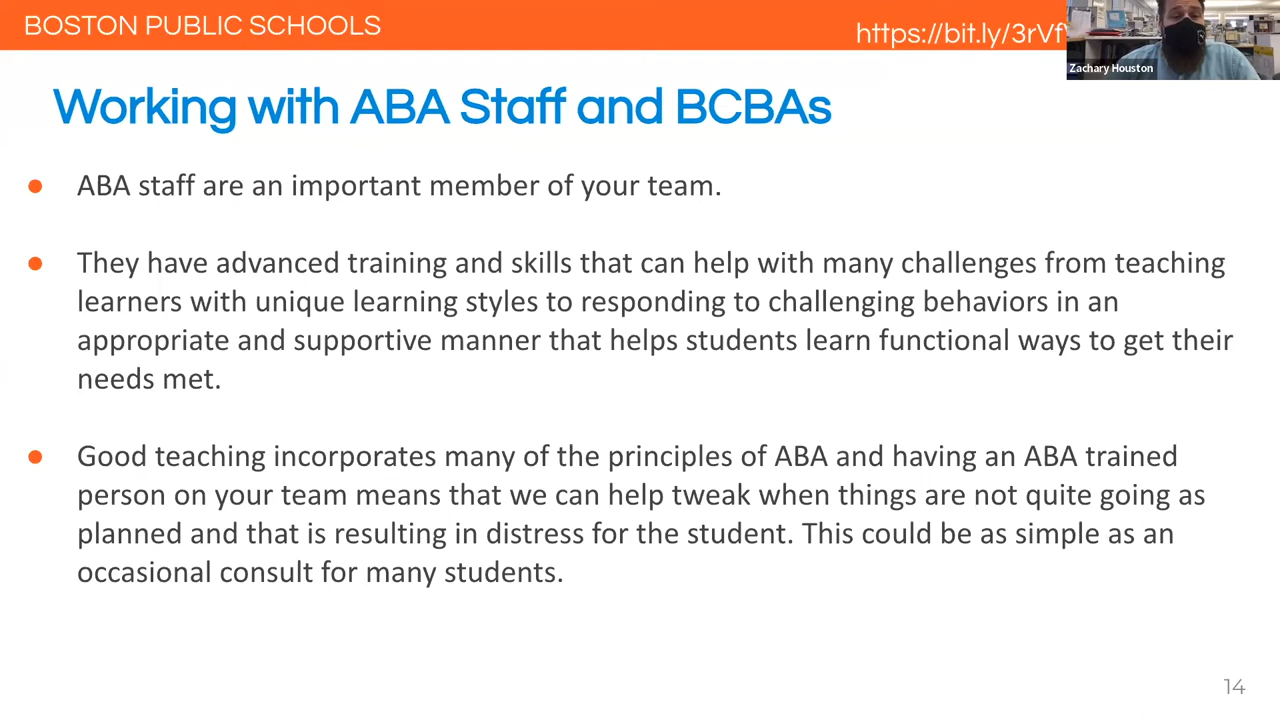 BOSTON PUBLIC SCHOOLS
https://bit.ly/3rVf
Zachary Houston
Working with ABA Staff and BCBAs
● ABA staff are an important member of your team.
● They have advanced training and skills that can help with many challenges from teaching
learners with unique learning styles to responding to challenging behaviors in an
appropriate and supportive manner that helps students learn functional ways to get their
needs met.
● Good teaching incorporates many of the principles of ABA and having an ABA trained
person on your team means that we can help tweak when things are not quite going as
planned and that is resulting in distress for the student. This could be as simple as an
occasional consult for many students.
14